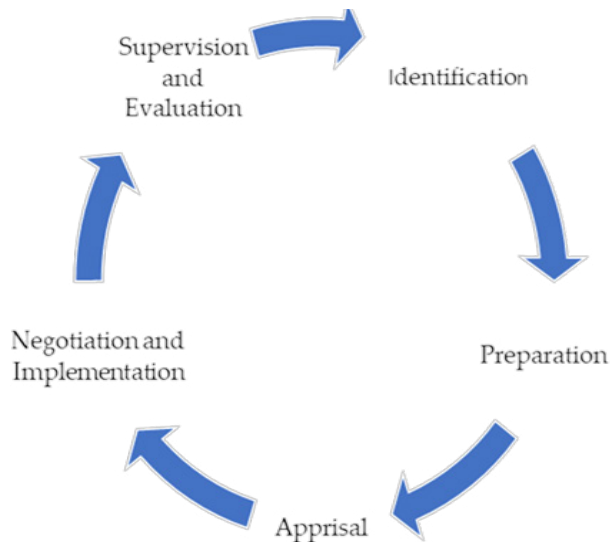 Supervision
and
Evaluation
Identification
Preparation
Apprisal
Negotiation and
Implementation